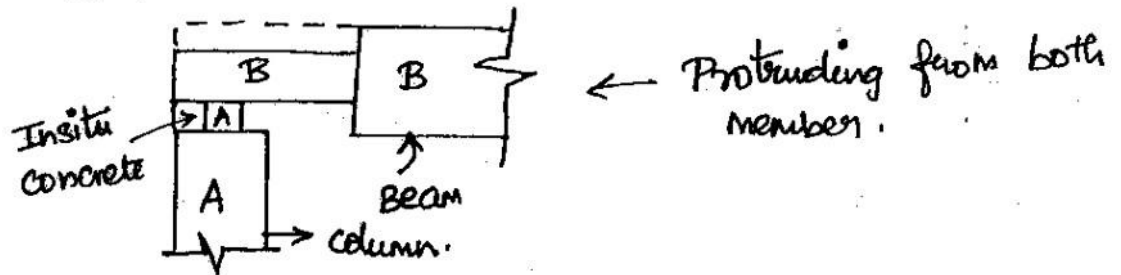 B
B
← Protruding from both
member.
Insitu
concrete
A
A
Beam
column.